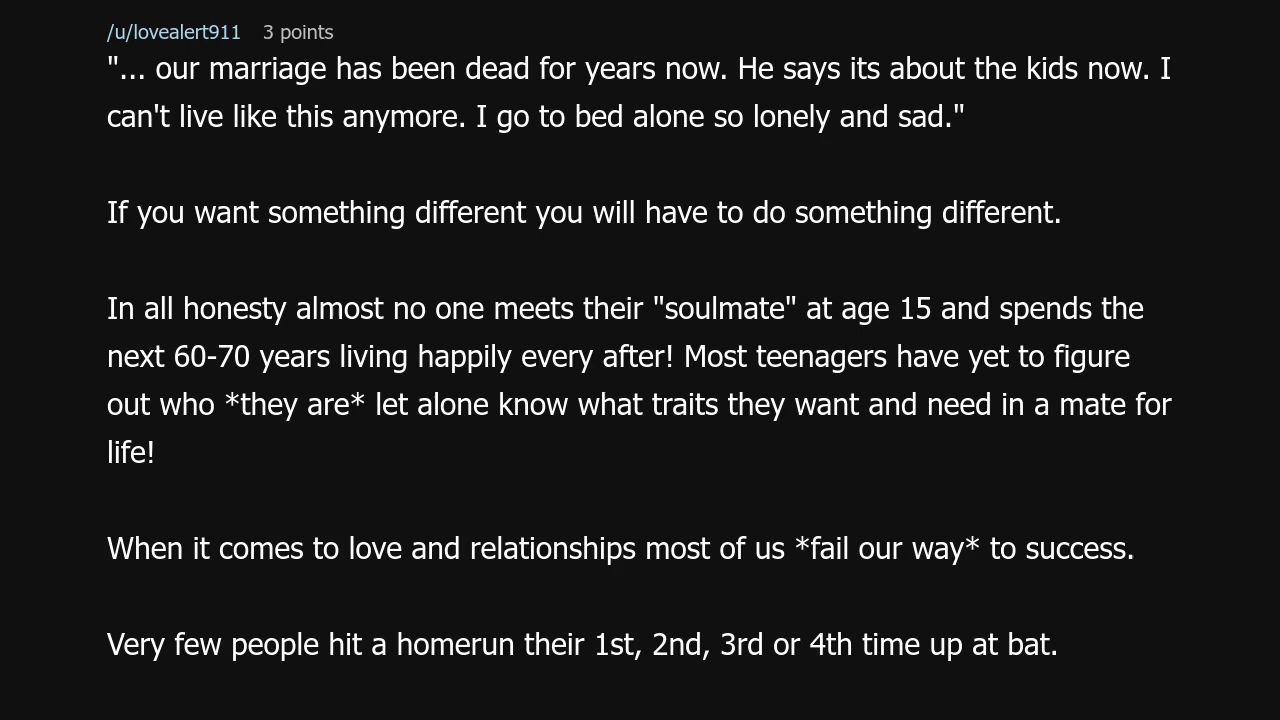 /u/lovealert911 3 points
"... our marriage has been dead for years now. He says its about the kids now. I
can't live like this anymore. I go to bed alone so lonely and sad."
If you want something different you will have to do something different.
In all honesty almost no one meets their "soulmate" at age 15 and spends the
next 60-70 years living happily every after! Most teenagers have yet to figure
out who *they are* let alone know what traits they want and need in a mate for
life!
When it comes to love and relationships most of us *fail our way* to success.
Very few people hit a homerun their 1st, 2nd, 3rd or 4th time up at bat.